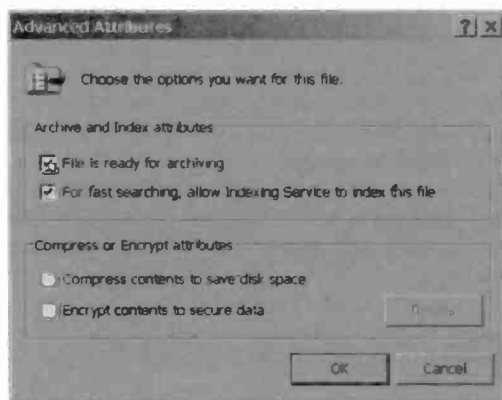 Advanced Attributes
Choose the options you want for this file.
Archive and Index attributes
File is ready for archiving
For fast searching, allow Indexing Service to index this file
Compress or Encrypt attributes
Compress contents to save disk space
Encrypt contents to secure data
OK
Cancel